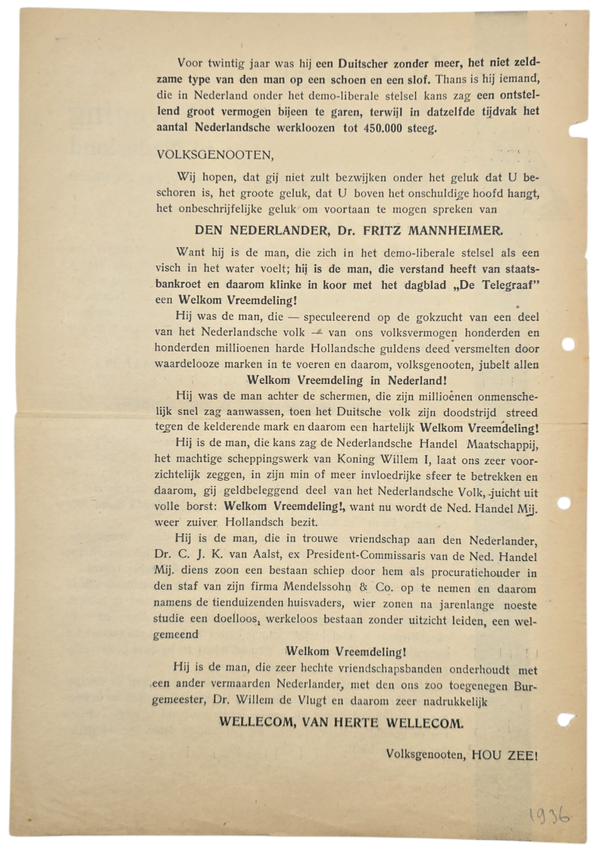 Voor twintig jaar was hij een Duitscher zonder meer, het niet zeld-
zame type van den man op een schoen en een slof. Thans is hij iemand,
die in Nederland onder het demo-liberale stelsel kans zag een ontstel-
lend groot vermogen bijeen te garen, terwijl in datzelfde tijdvak het
aantal Nederlandsche werkloozen tot 450.000 steeg.
VOLKSGENOOTEN,
Wij hopen, dat gij niet zult bezwijken onder het geluk dat U be-
schoren is, het groote geluk, dat U boven het onschuldige hoofd hangt,
het onbeschrijfelijke geluk om voortaan te mogen spreken van
DEN NEDERLANDER, Dr. FRITZ MANNHEIMER.
Want hij is de man, die zich in het demo-liberale stelsel als een
visch in het water voelt; hij is de man, die verstand heeft van staats-
bankroet en daarom klinke in koor met het dagblad „De Telegraaf”
een Welkom Vreemdeling!
Hij was de man, die — speculeerend op de gokzucht van een deel
van het Nederlandsche volk — van ons volksvermogen honderden en
honderden millioenen harde Hollandsche guldens deed versmelten door
waardelooze marken in te voeren en daarom, volksgenooten, jubelt allen
Welkom Vreemdeling in Nederland!
Hij was de man achter de schermen, die zijn millioenen onmensche-
lijk snel zag aanwassen, toen het Duitsche volk zijn doodstrijd streed
tegen de kelderende mark en daarom een hartelijk Welkom Vreemdeling!
Hij is de man, die kans zag de Nederlandsche Handel Maatschappij,
het machtige scheppingswerk van Koning Willem I, laat ons zeer voor-
zichtelijk zeggen, in zijn min of meer invloedrijke sfeer te betrekken en
daarom, gij geldbeleggend deel van het Nederlandsche Volk, juicht uit
volle borst: Welkom Vreemdeling!, want nu wordt de Ned. Handel Mij.
weer zuiver Hollandsch bezit.
Hij is de man, die in trouwe vriendschap aan den Nederlander,
Dr. C. J. K. van Aalst, ex President-Commissaris van de Ned. Handel
Mij. diens zoon een bestaan schiep door hem als procuratiehouder in
den staf van zijn firma Mendelssohn & Co. op te nemen en daarom
namens de tienduizenden huisvaders, wier zonen na jarenlange noeste
studie een doelloos, werkeloos bestaan zonder uitzicht leiden, een wel-
gemeend
Welkom Vreemdeling!
Hij is de man, die zeer hechte vriendschapsbanden onderhoudt met
een ander vermaarden Nederlander, met den ons zoo toegenegen Bur-
gemeester, Dr. Willem de Vlugt en daarom zeer nadrukkelijk
WELLECOM, VAN HERTE WELLECOM.
Volksgenooten, HOU ZEE!
1936